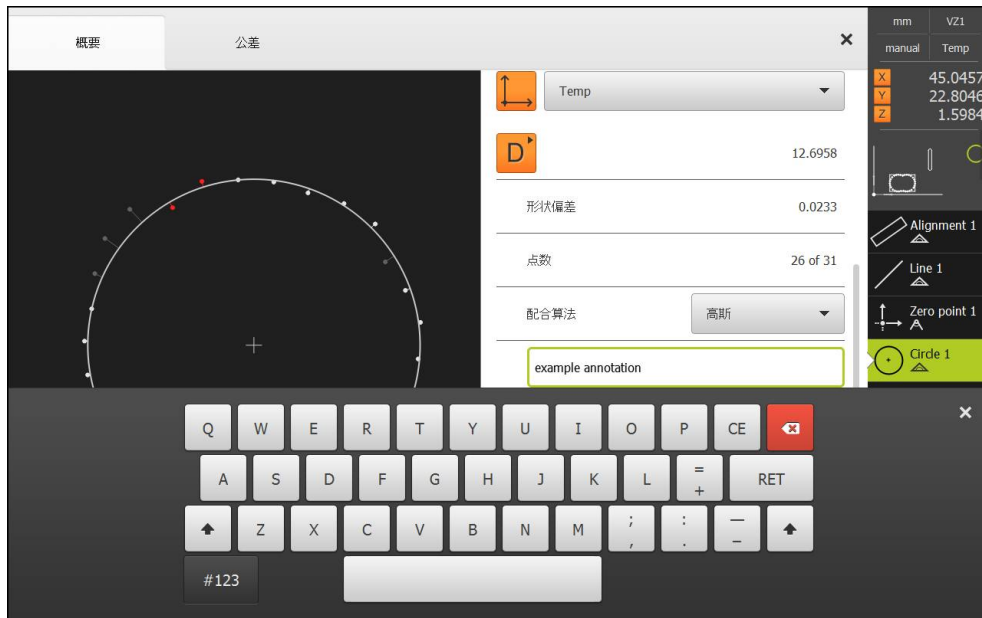 概要
公差
mm
VZ1
manual
Temp
X 45.0457
Y 22.8046
Z 1.5984
Temp
D 12.6958
形状偏差 0.0233
点数 26 of 31
配合算法 高斯
example annotation
Alignment 1
Line 1
Zero point 1
Circle 1
Q W E R T Y U I O P CE
A S D F G H J K L = + RET
Z X C V B N M ; , : . — –
#123